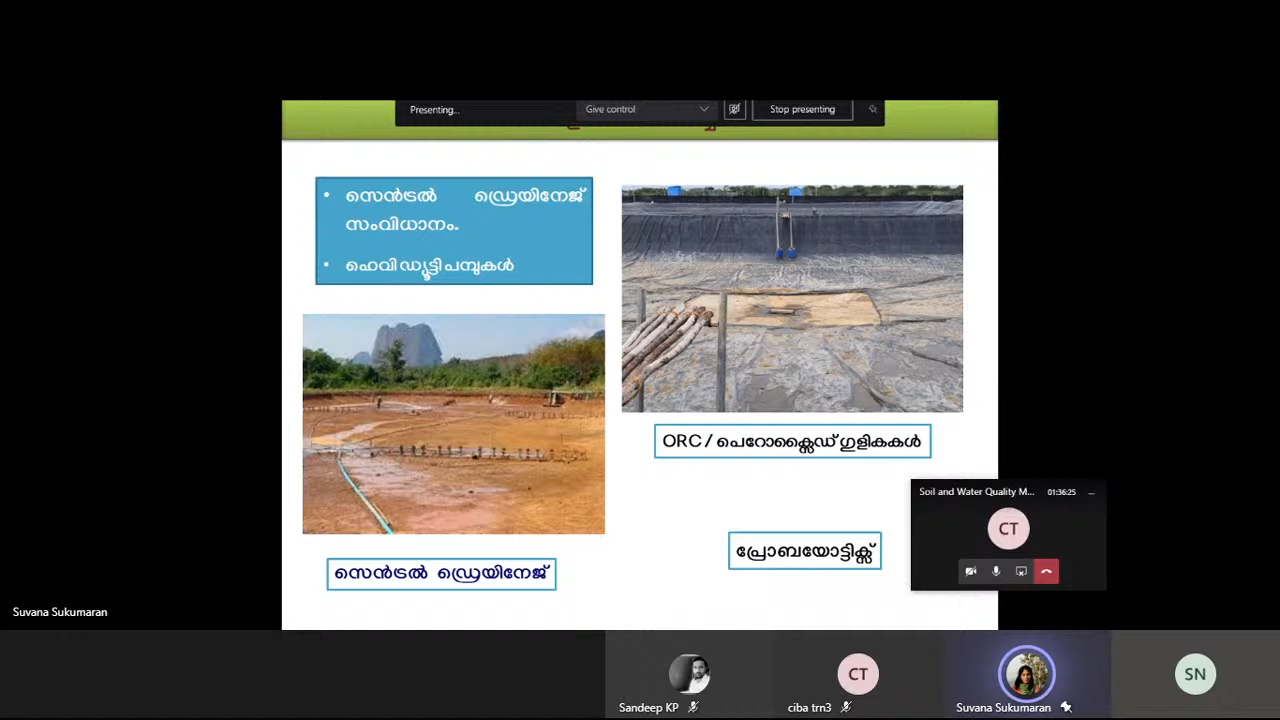 Presenting...
Give control
Stop presenting
• സെൻട്രൽ ഡ്രെയിനേജ്
സംവിധാനം.
• ഹെവി ഡ്യൂട്ടി പമ്പുകൾ
ORC / പെറോക്സൈഡ് ഗുളികകൾ
Soil and Water Quality M...
01:36:25
CT
പ്രോബയോട്ടിക്സ്
സെൻട്രൽ ഡ്രെയിനേജ്
Suvana Sukumaran
CT
SN
Sandeep KP
ciba trn3
Suvana Sukumaran